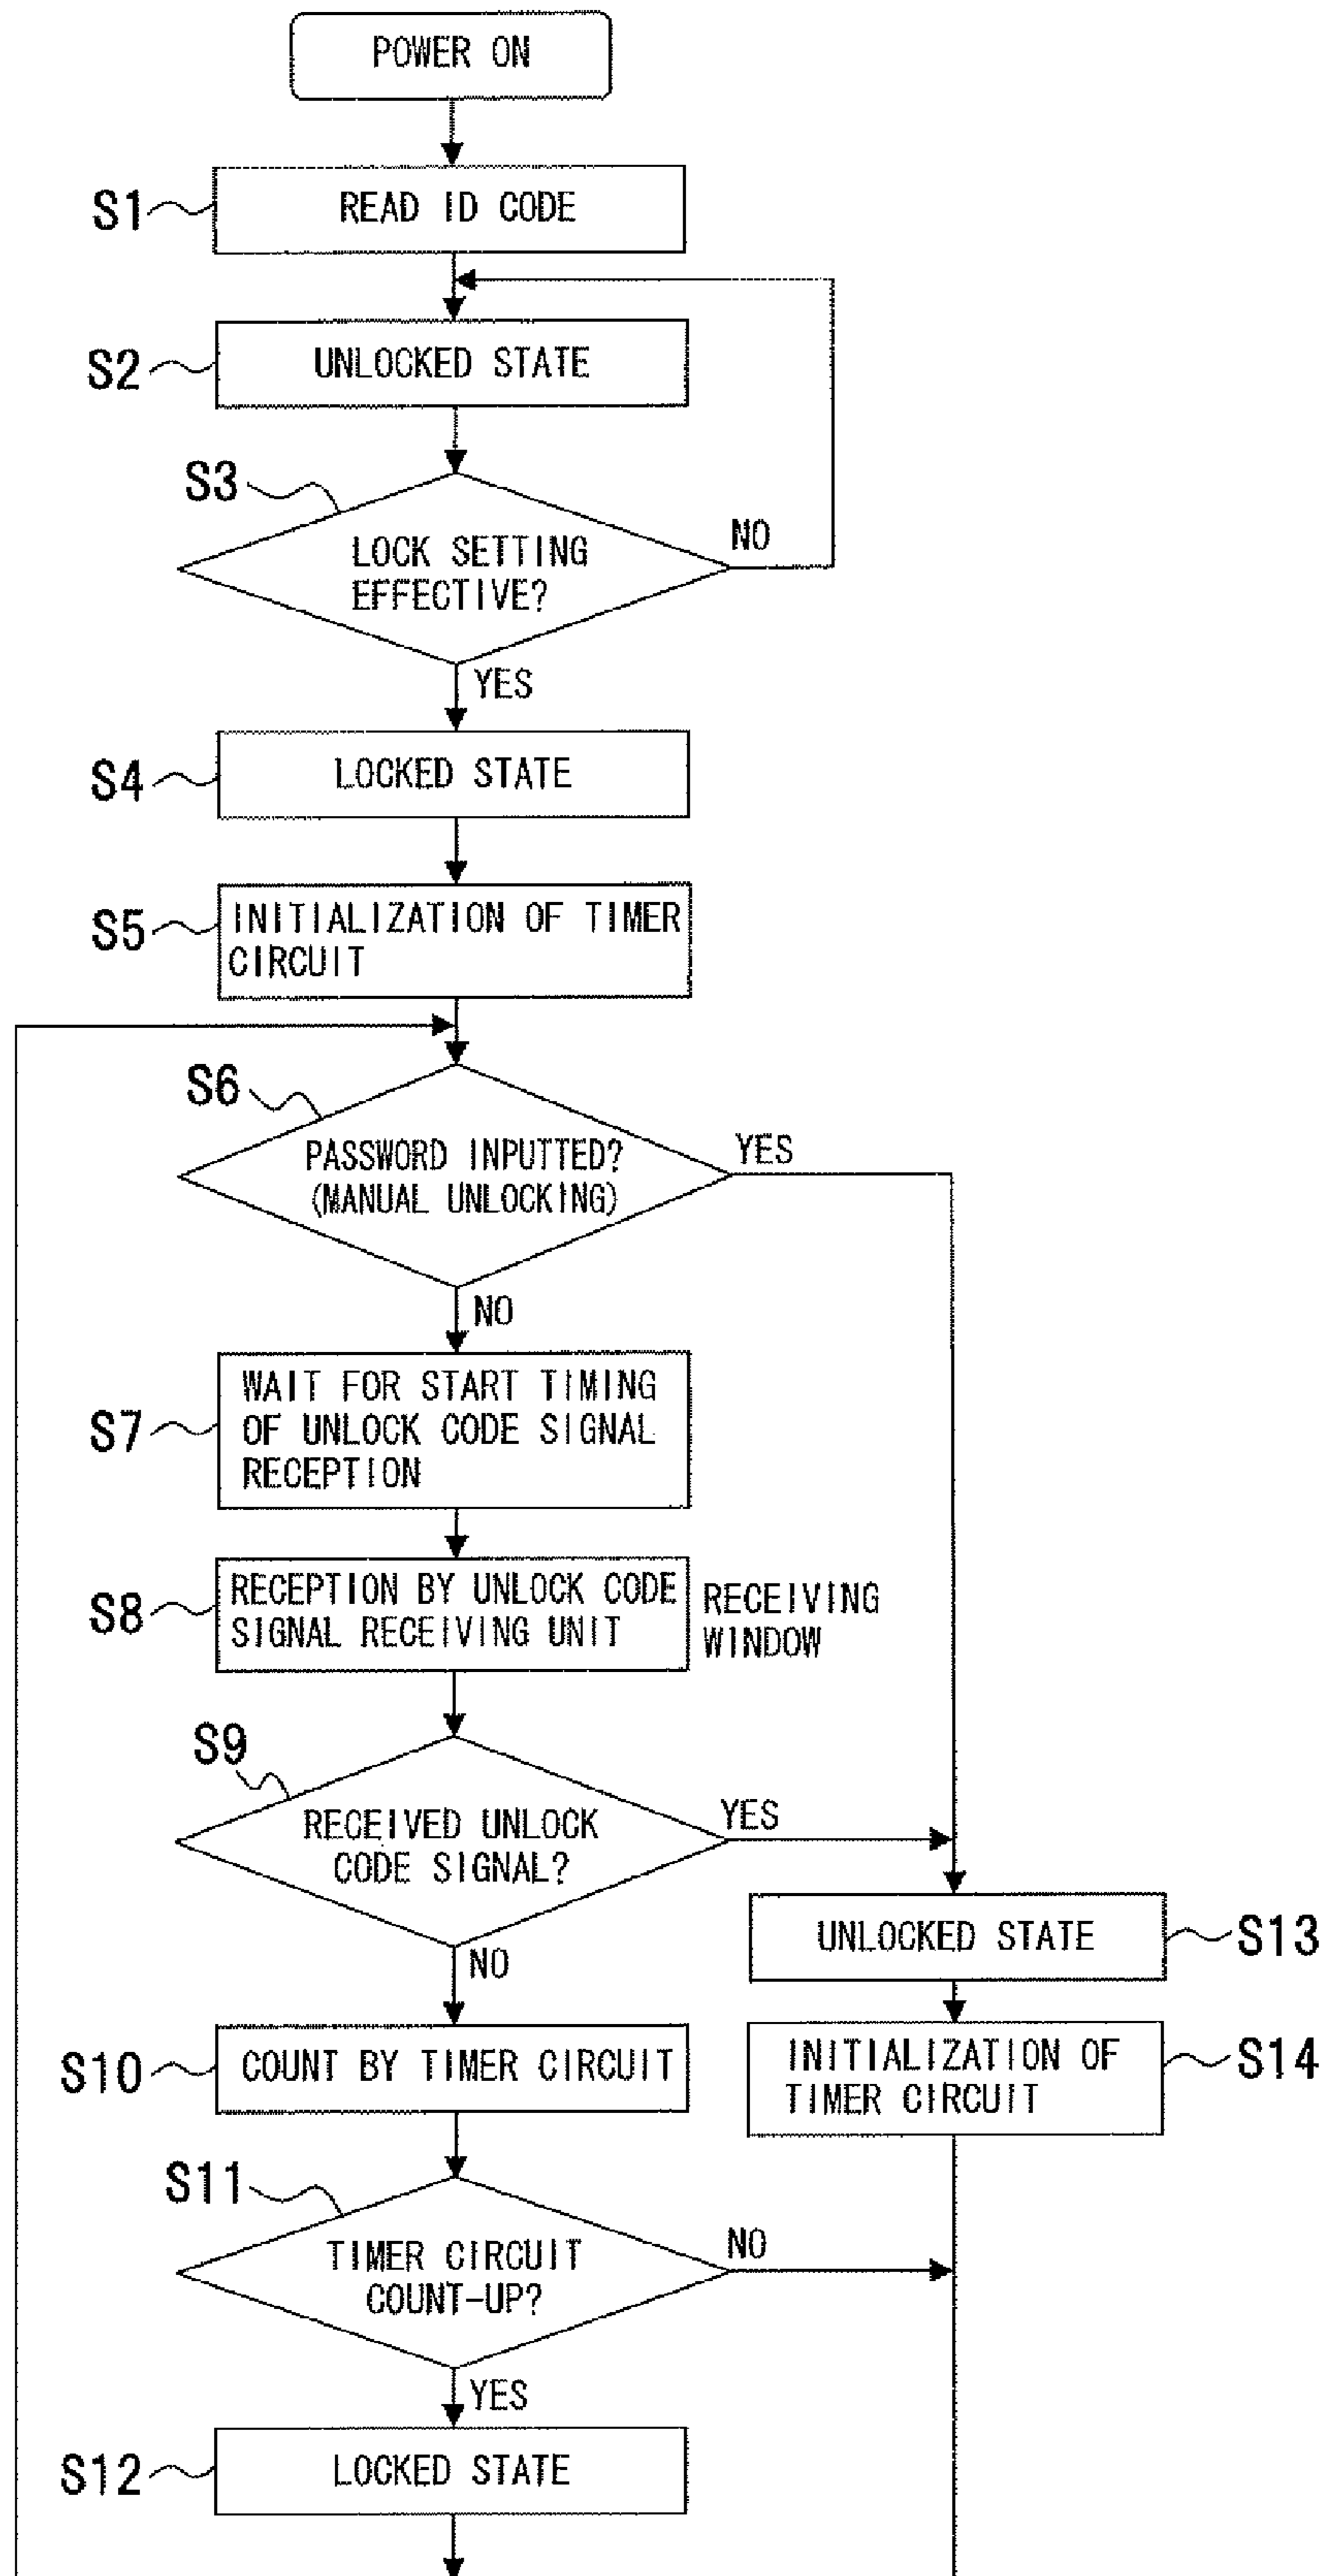 POWER ON
S1
READ ID CODE
S2
UNLOCKED STATE
S3
LOCK SETTING
EFFECTIVE?
NO
YES
S4
LOCKED STATE
S5
INITIALIZATION OF TIMER
CIRCUIT
S6
PASSWORD INPUTTED?
(MANUAL UNLOCKING)
YES
NO
S7
WAIT FOR START TIMING
OF UNLOCK CODE SIGNAL
RECEPTION
S8
RECEPTION BY UNLOCK CODE
SIGNAL RECEIVING UNIT
RECEIVING
WINDOW
S9
RECEIVED UNLOCK
CODE SIGNAL?
YES
NO
UNLOCKED STATE
S13
S10
COUNT BY TIMER CIRCUIT
INITIALIZATION OF
TIMER CIRCUIT
S14
S11
TIMER CIRCUIT
COUNT-UP?
NO
YES
S12
LOCKED STATE